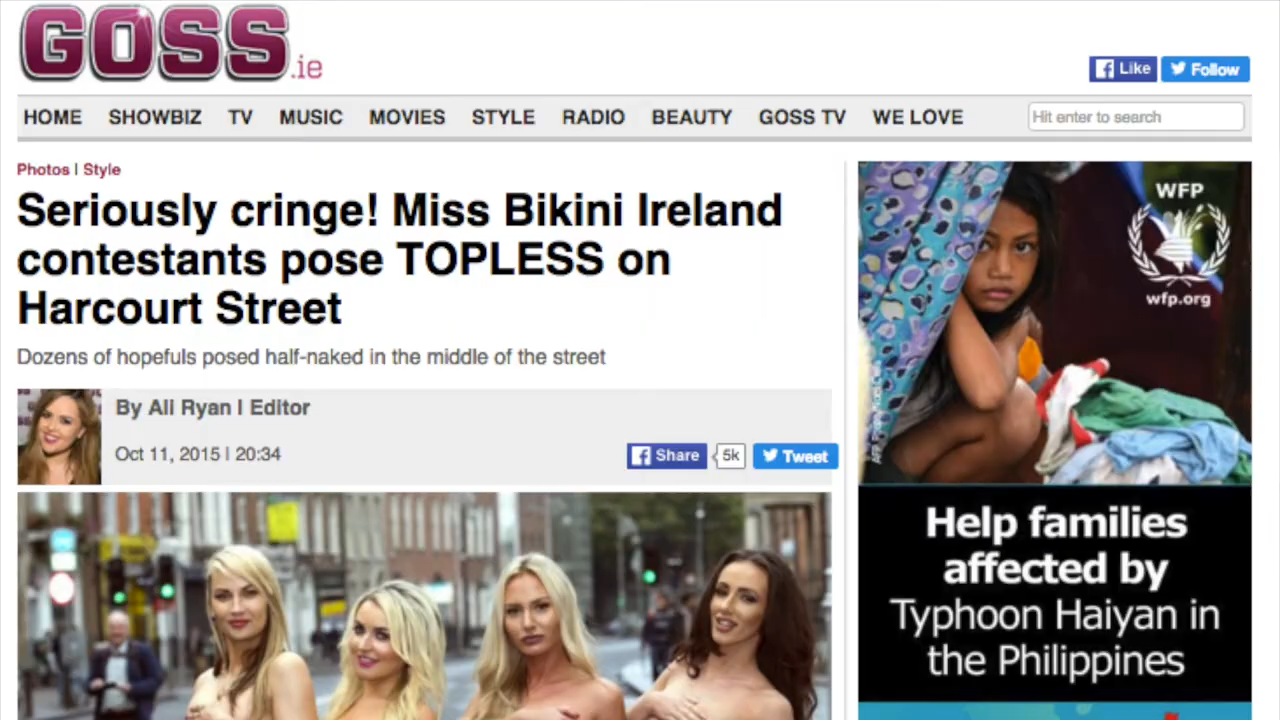 GOSS.ie
Like
Follow
HOME SHOWBIZ TV MUSIC MOVIES STYLE RADIO BEAUTY GOSS TV WE LOVE
Hit enter to search
Photos | Style
Seriously cringe! Miss Bikini Ireland
contestants pose TOPLESS on
Harcourt Street
Dozens of hopefuls posed half-naked in the middle of the street
By Ali Ryan | Editor
Oct 11, 2015 | 20:34
Share
5k
Tweet
WFP
wfp.org
Help families
affected by
Typhoon Haiyan in
the Philippines